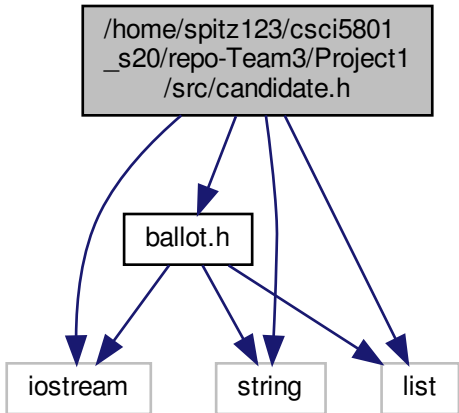 /home/spitz123/csci5801
_s20/repo-Team3/Project1
/src/candidate.h
ballot.h
iostream
string
list